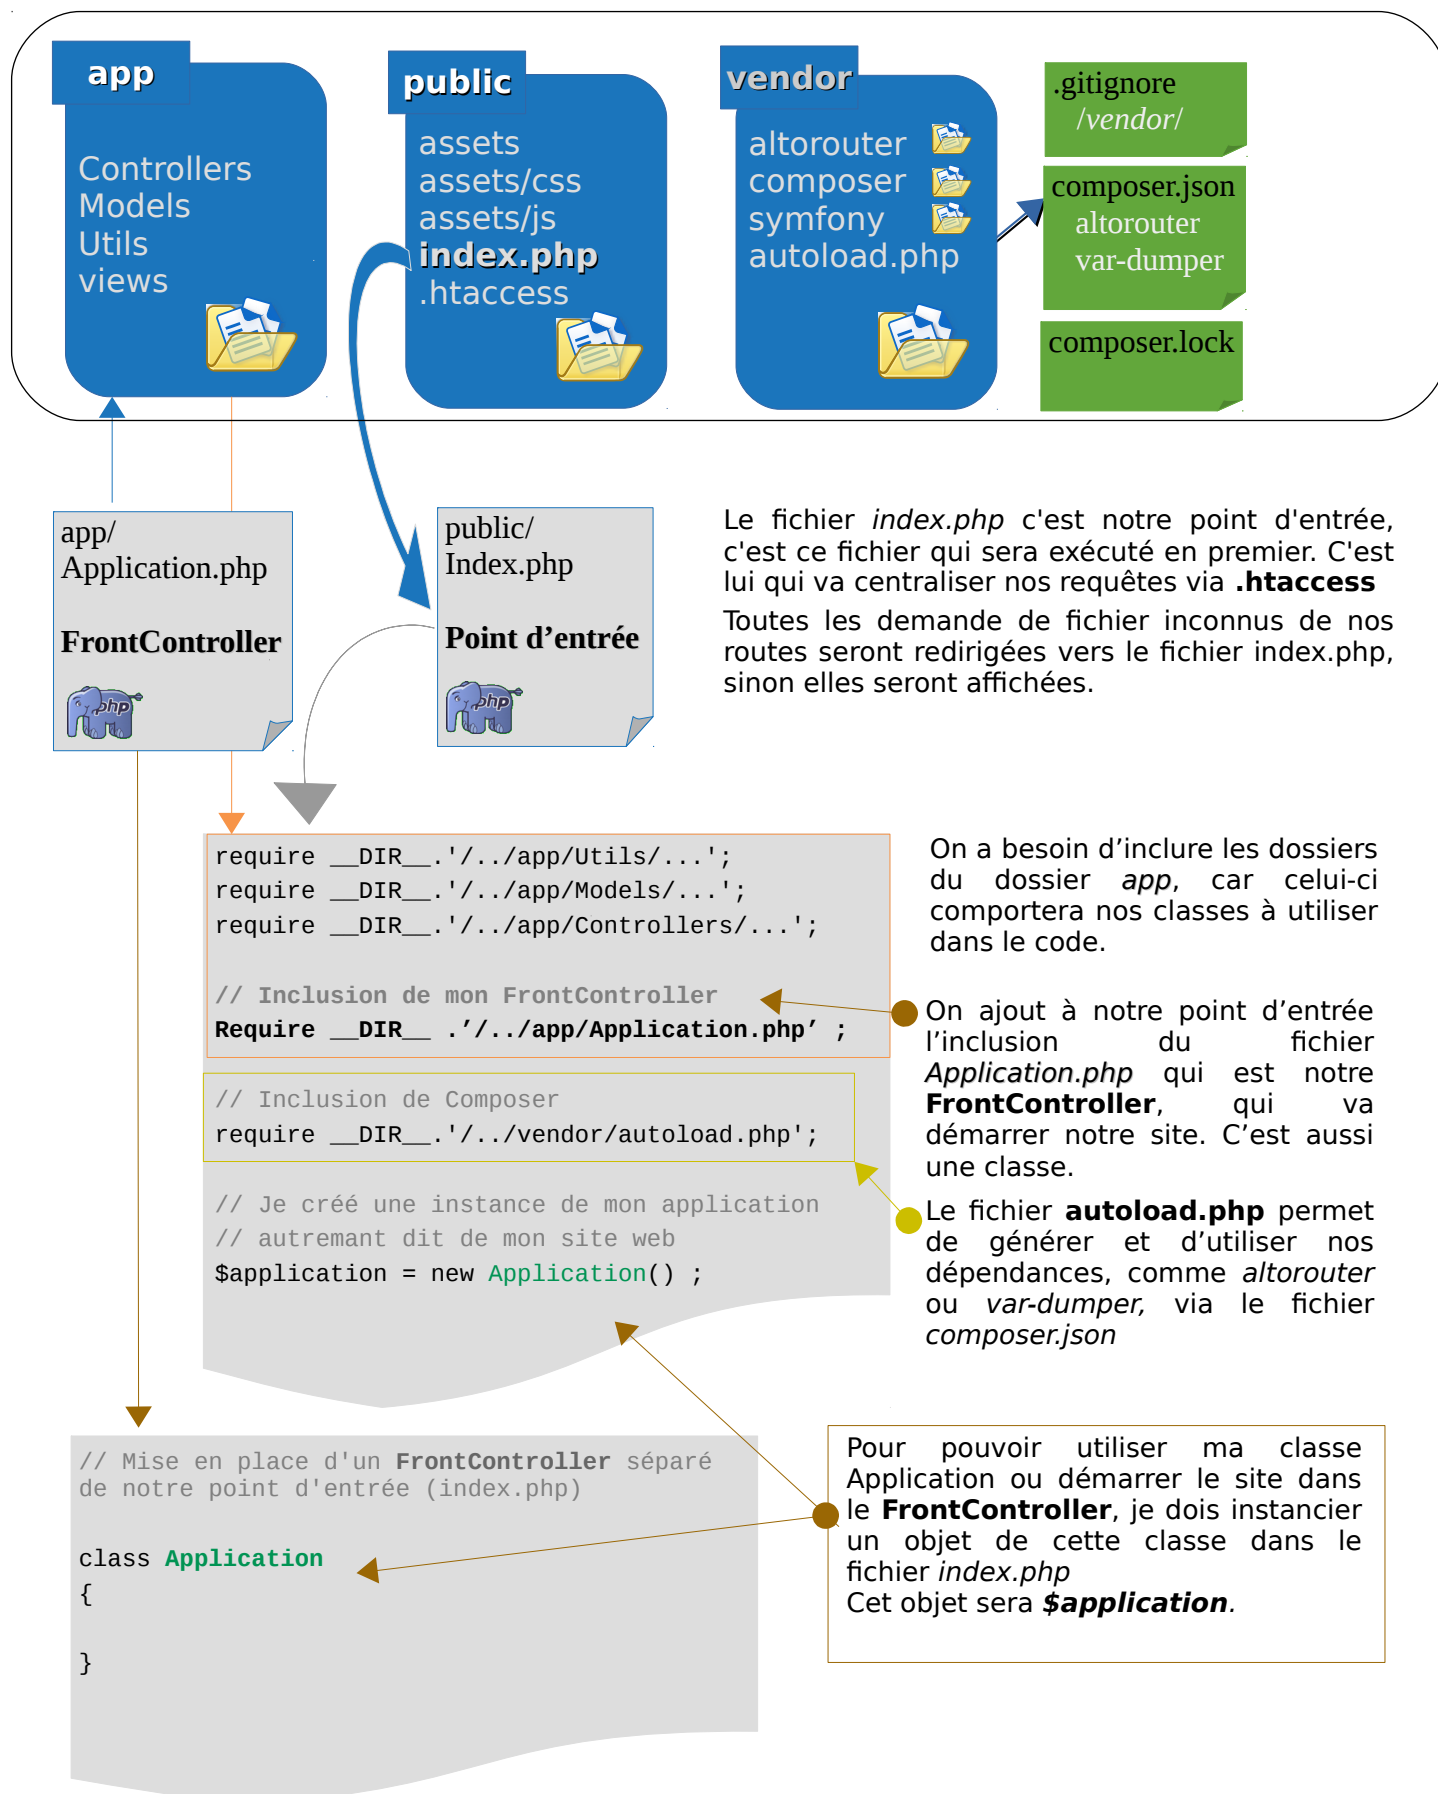 app
Controllers
Models
Utils
views
public
assets
assets/css
assets/js
index.php
.htaccess
vendor
altorouter
composer
symfony
autoload.php
.gitignore
/vendor/
composer.json
altorouter
var-dumper
composer.lock
app/
Application.php
FrontController
php
public/
Index.php
Point d’entrée
php
Le fichier index.php c'est notre point d'entrée,
c'est ce fichier qui sera exécuté en premier. C'est
lui qui va centraliser nos requêtes via .htaccess
Toutes les demande de fichier inconnus de nos
routes seront redirigées vers le fichier index.php,
sinon elles seront affichées.
require __DIR__.'/../app/Utils/...';
require __DIR__.'/../app/Models/...';
require __DIR__.'/../app/Controllers/...';
// Inclusion de mon FrontController
Require __DIR__ .’/../app/Application.php’ ;
// Inclusion de Composer
require __DIR__.'/../vendor/autoload.php';
// Je créé une instance de mon application
// autremant dit de mon site web
$application = new Application() ;
On a besoin d’inclure les dossiers
du dossier app, car celui-ci
comportera nos classes à utiliser
dans le code.
On ajout à notre point d’entrée
l’inclusion du fichier
Application.php qui est notre
FrontController, qui va
démarrer notre site. C’est aussi
une classe.
Le fichier autoload.php permet
de générer et d’utiliser nos
dépendances, comme altorouter
ou var-dumper, via le fichier
composer.json
// Mise en place d'un FrontController séparé
de notre point d'entrée (index.php)
class Application
{
}
Pour pouvoir utiliser ma classe
Application ou démarrer le site dans
le FrontController, je dois instancier
un objet de cette classe dans le
fichier index.php
Cet objet sera $application.